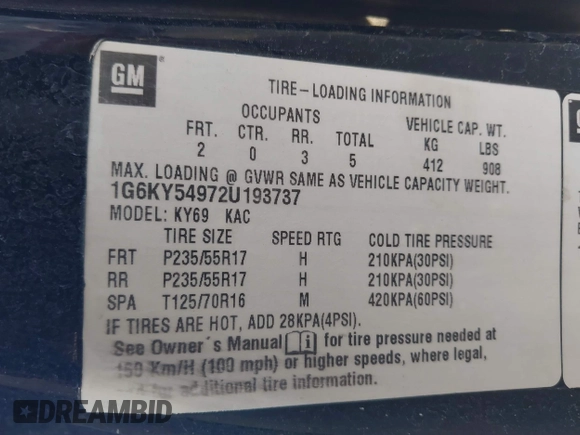 GM
TIRE-LOADING INFORMATION
OCCUPANTS VEHICLE CAP. WT.
FRT. CTR. RR. TOTAL KG LBS
2 0 3 5 412 908
MAX. LOADING @ GVWR SAME AS VEHICLE CAPACITY WEIGHT.
1G6KY54972U193737
MODEL: KY69 KAC
TIRE SIZE SPEED RTG COLD TIRE PRESSURE
FRT P235/55R17 H 210KPA(30PSI)
RR P235/55R17 H 210KPA(30PSI)
SPA T125/70R16 M 420KPA(60PSI)
IF TIRES ARE HOT, ADD 28KPA(4PSI).
See Owner's Manual i for tire pressure needed at
160 Km/H (100 mph) or higher speeds, where legal,
for additional tire information.
DREAMBID